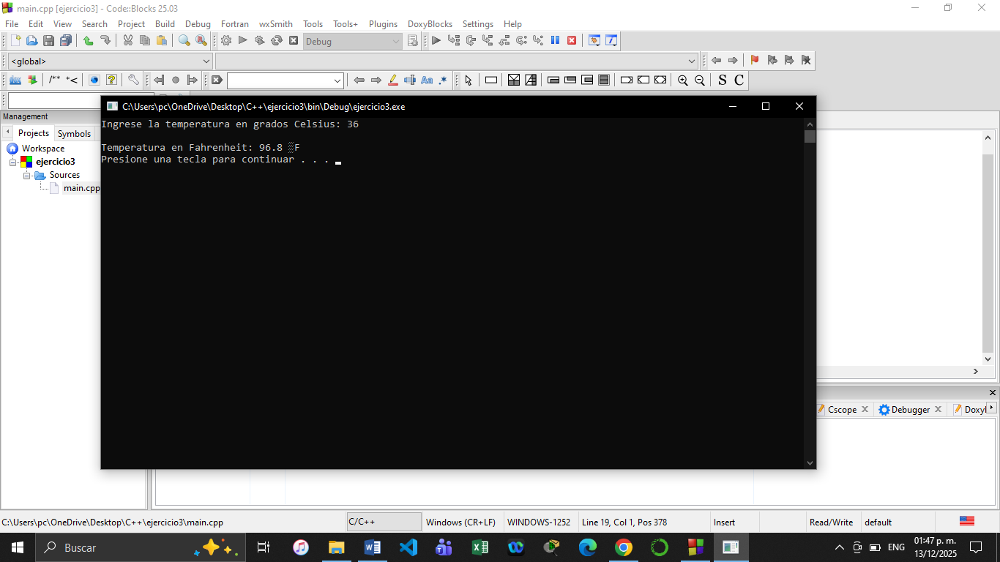 main.cpp [ejercicio3] - Code::Blocks 25.03
File Edit View Search Project Build Debug Fortran wxSmith Tools Tools+ Plugins DoxyBlocks Settings Help
Debug
<global>
/** *<
Aa .* S C
C:\Users\pc\OneDrive\Desktop\C++\ejercicio3\bin\Debug\ejercicio3.exe
Management
Projects Symbols
Workspace
ejercicio3
Sources
main.cpp
Ingrese la temperatura en grados Celsius: 36
Temperatura en Fahrenheit: 96.8 ░F
Presione una tecla para continuar . . .
Cscope Debugger Doxyl
C:\Users\pc\OneDrive\Desktop\C++\ejercicio3\main.cpp C/C++ Windows (CR+LF) WINDOWS-1252 Line 19, Col 1, Pos 378 Insert Read/Write default
Buscar ENG 01:47 p. m.
13/12/2025